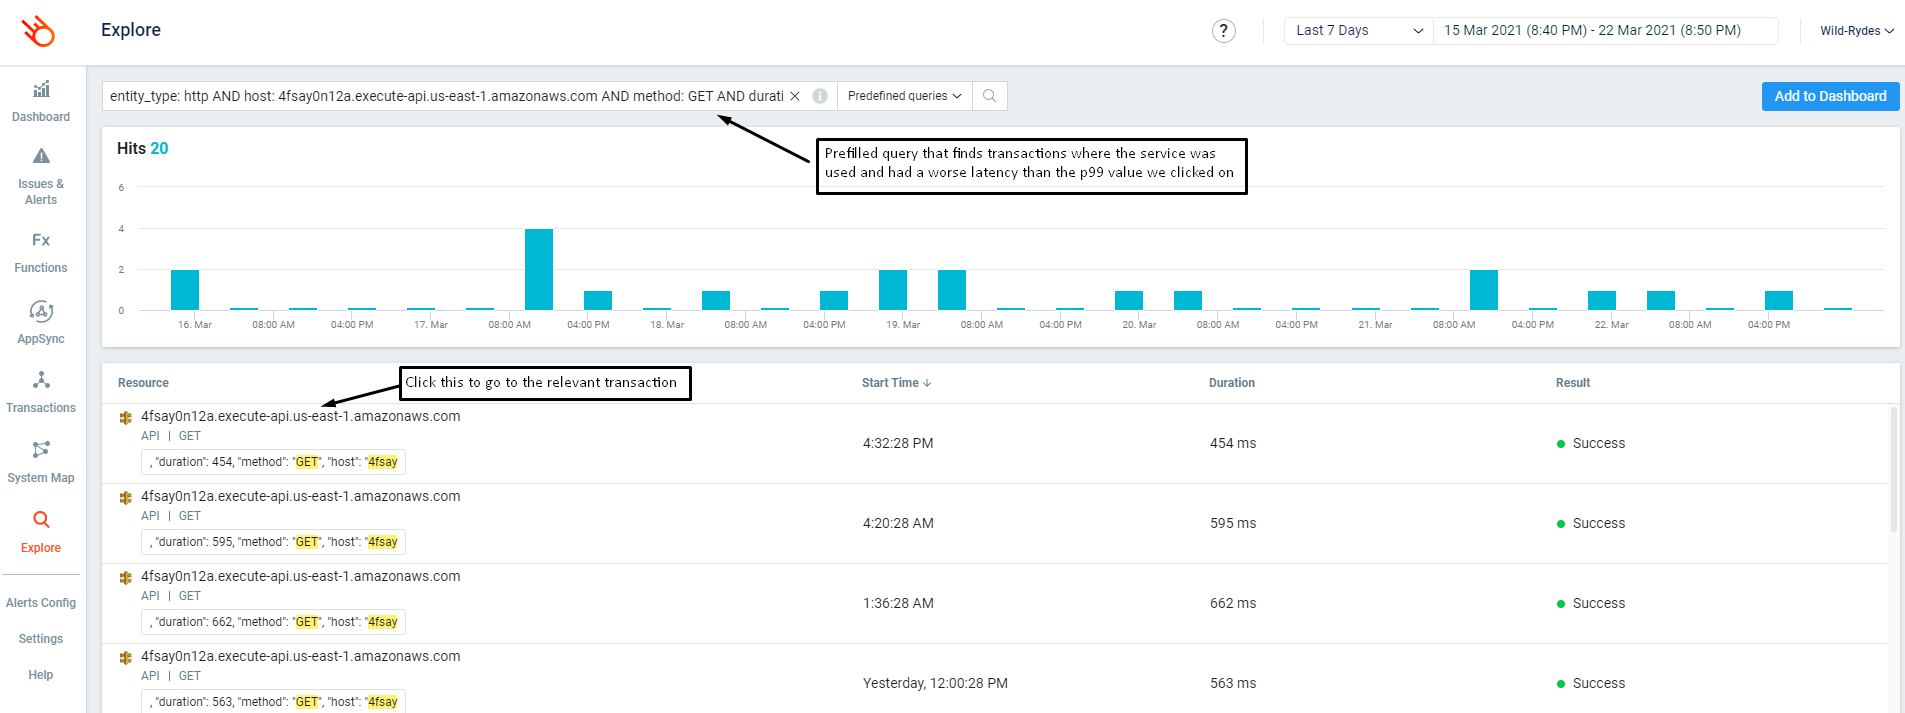 Explore
?
Last 7 Days
15 Mar 2021 (8:40 PM) - 22 Mar 2021 (8:50 PM)
Wild-Rydes
Dashboard
Issues &
Alerts
Fx
Functions
AppSync
Transactions
System Map
Explore
Alerts Config
Settings
Help
entity_type: http AND host: 4fsay0n12a.execute-api.us-east-1.amazonaws.com AND method: GET AND durati
Predefined queries
Add to Dashboard
Hits 20
Prefilled query that finds transactions where the service was
used and had a worse latency than the p99 value we clicked on
6
4
2
0
16. Mar 08:00 AM 04:00 PM 17. Mar 08:00 AM 04:00 PM 18. Mar 08:00 AM 04:00 PM 19. Mar 08:00 AM 04:00 PM 20. Mar 08:00 AM 04:00 PM 21. Mar 08:00 AM 04:00 PM 22. Mar 08:00 AM 04:00 PM
Resource Start Time Duration Result
Click this to go to the relevant transaction
4fsay0n12a.execute-api.us-east-1.amazonaws.com
API | GET
, "duration": 454, "method": "GET", "host": "4fsay
4:32:28 PM 454 ms Success
4fsay0n12a.execute-api.us-east-1.amazonaws.com
API | GET
, "duration": 595, "method": "GET", "host": "4fsay
4:20:28 AM 595 ms Success
4fsay0n12a.execute-api.us-east-1.amazonaws.com
API | GET
, "duration": 662, "method": "GET", "host": "4fsay
1:36:28 AM 662 ms Success
4fsay0n12a.execute-api.us-east-1.amazonaws.com
API | GET
, "duration": 563, "method": "GET", "host": "4fsay
Yesterday, 12:00:28 PM 563 ms Success